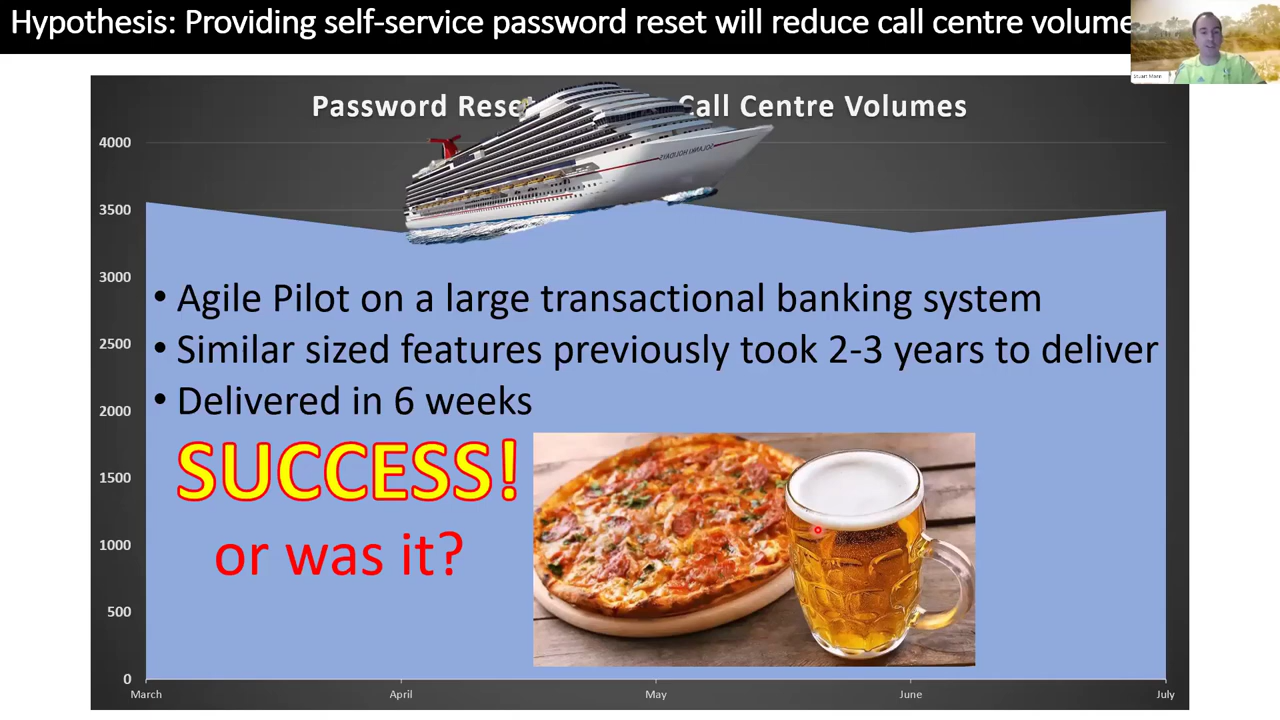 Hypothesis: Providing self-service password reset will reduce call centre volume
Stuart Mann
Password Reset Call Centre Volumes
4000
3500
3000
2500
2000
1500
1000
500
0
• Agile Pilot on a large transactional banking system
• Similar sized features previously took 2-3 years to deliver
• Delivered in 6 weeks
SUCCESS!
or was it?
March April May June July